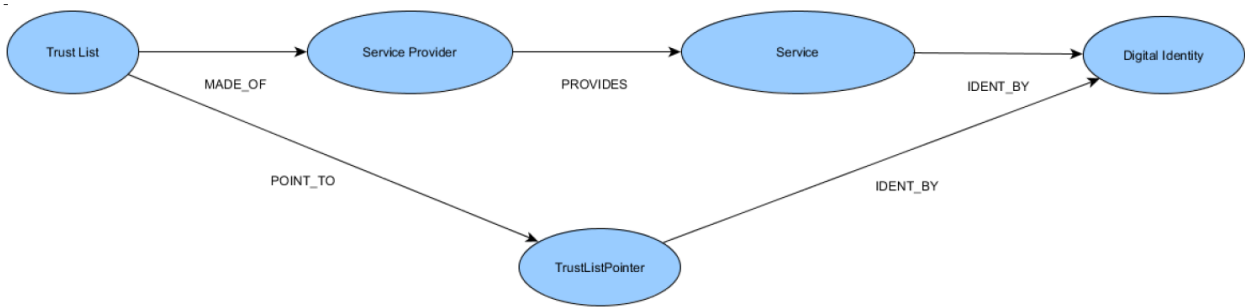 Trust List
Service Provider
Service
Digital Identity
MADE_OF
PROVIDES
IDENT_BY
POINT_TO
IDENT_BY
TrustListPointer